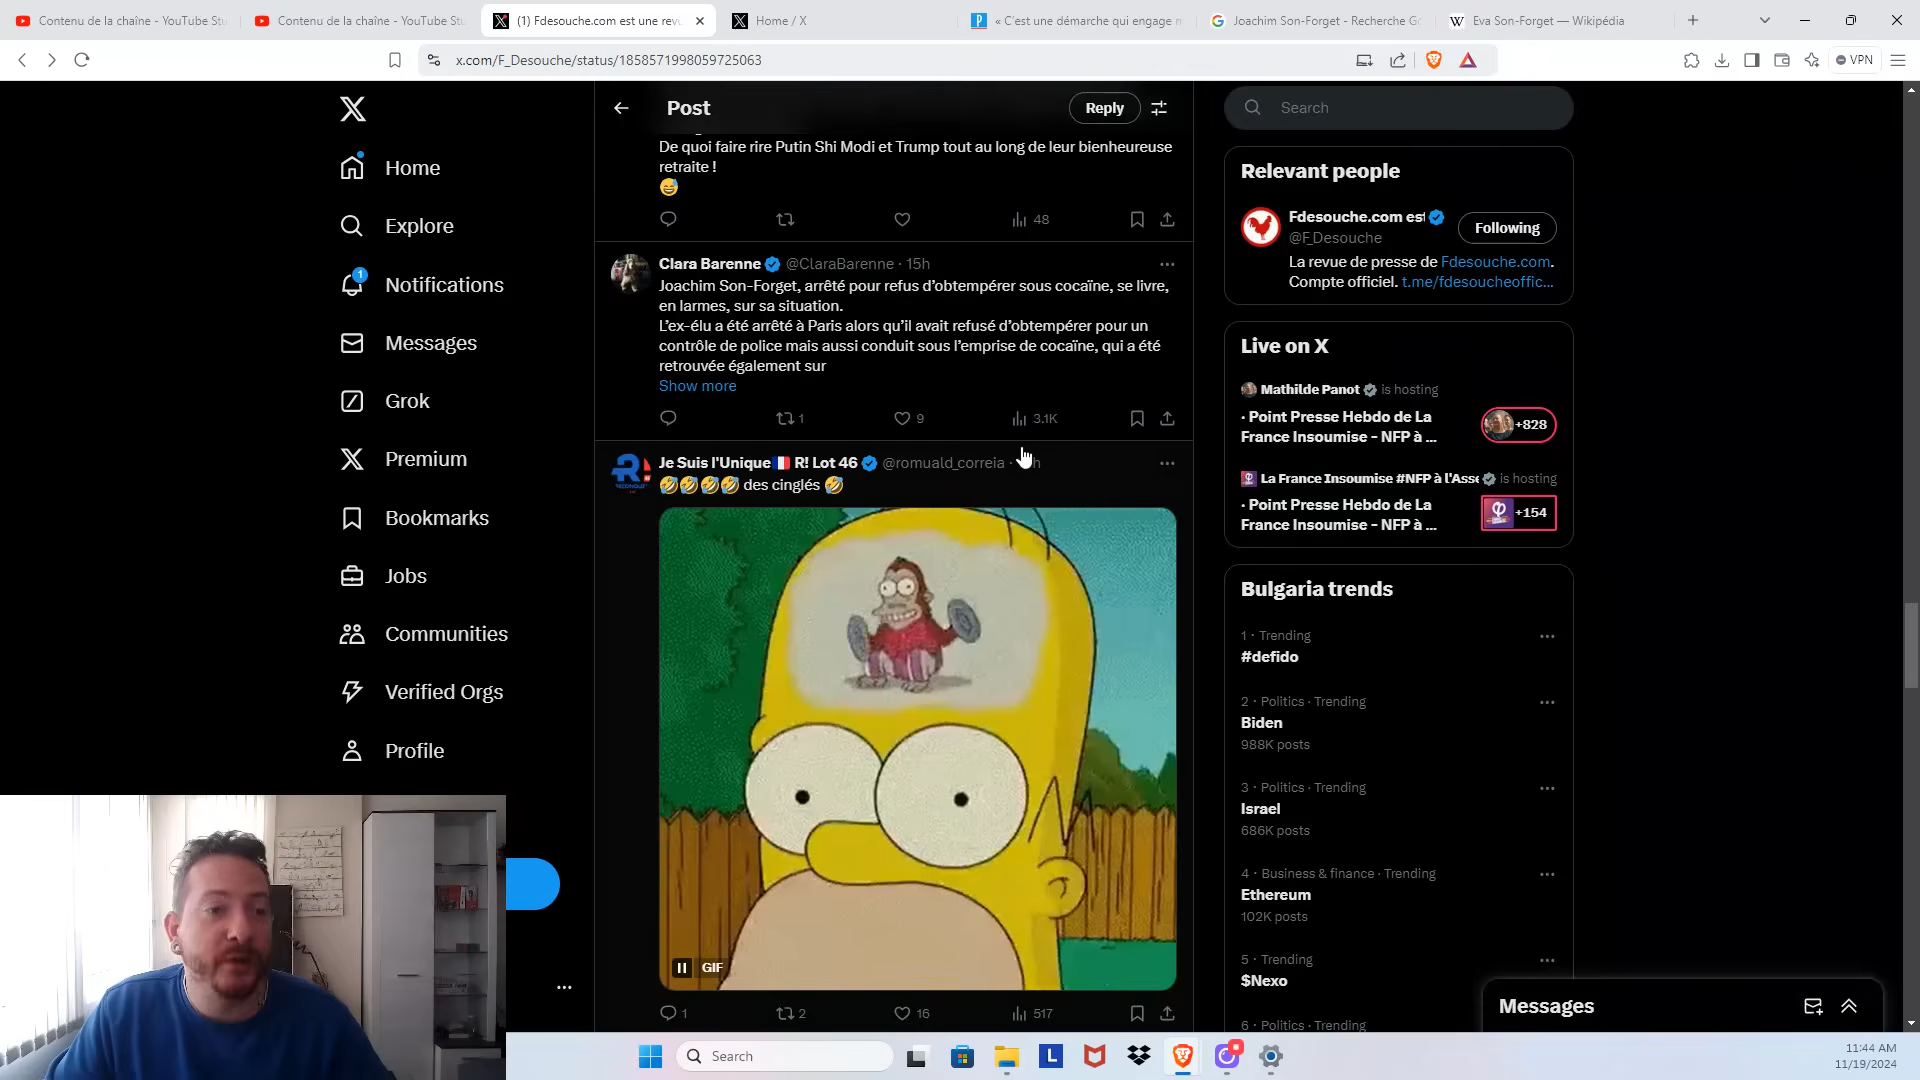 Contenu de la chaîne - YouTube Stu
Contenu de la chaîne - YouTube Stu
(1) Fdesouche.com est une revu
Home / X
« C'est une démarche qui engage m
Joachim Son-Forget - Recherche Go
Eva Son-Forget — Wikipédia
x.com/F_Desouche/status/1858571998059725063
VPN
Home
Explore
1
Notifications
Messages
Grok
Premium
Bookmarks
Jobs
Communities
Verified Orgs
Profile
Post
Reply
De quoi faire rire Putin Shi Modi et Trump tout au long de leur bienheureuse
retraite !
😅
48
Clara Barenne @ClaraBarenne · 15h
Joachim Son-Forget, arrêté pour refus d'obtempérer sous cocaïne, se livre,
en larmes, sur sa situation.
L'ex-élu a été arrêté à Paris alors qu'il avait refusé d'obtempérer pour un
contrôle de police mais aussi conduit sous l'emprise de cocaïne, qui a été
retrouvée également sur
Show more
1 9 3.1K
Je Suis l'Unique🇫🇷 R! Lot 46 @romuald_correia ·
🤣🤣🤣🤣 des cinglés 🤣
GIF
1 2 16 517
Search
Relevant people
Fdesouche.com est
@F_Desouche
Following
La revue de presse de Fdesouche.com.
Compte officiel. t.me/fdesoucheoffic...
Live on X
Mathilde Panot is hosting
· Point Presse Hebdo de La
France Insoumise - NFP à ...
+828
La France Insoumise #NFP à l'Asse is hosting
· Point Presse Hebdo de La
France Insoumise - NFP à ...
+154
Bulgaria trends
1 · Trending
#defido
2 · Politics · Trending
Biden
988K posts
3 · Politics · Trending
Israel
686K posts
4 · Business & finance · Trending
Ethereum
102K posts
5 · Trending
$Nexo
6 · Politics · Trending
Messages
Search
L
11:44 AM
11/19/2024